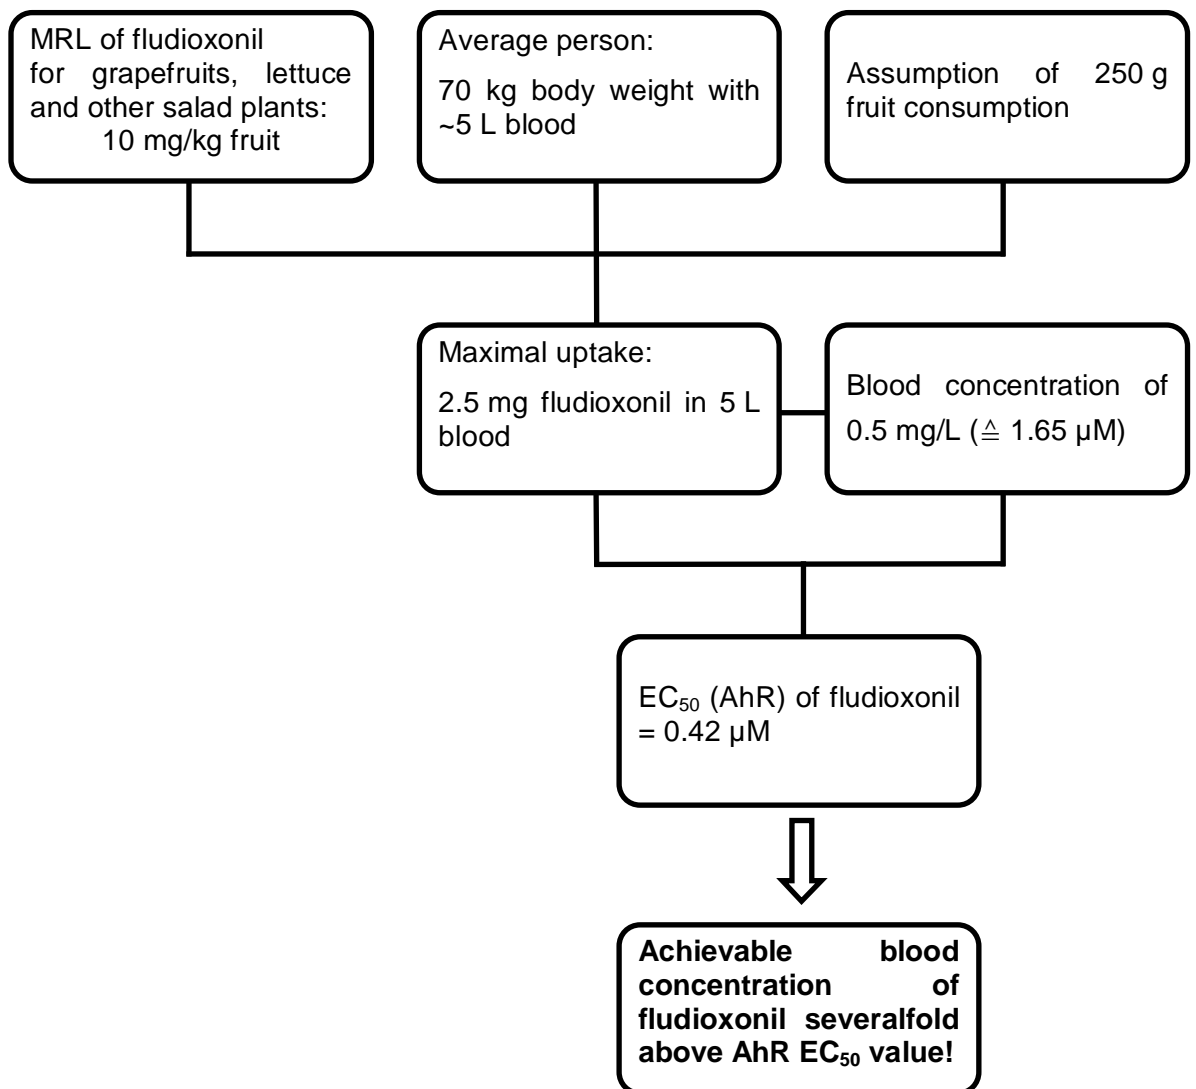 MRL of fludioxonil
for grapefruits, lettuce
and other salad plants:
10 mg/kg fruit
Average person:
70 kg body weight with
~5 L blood
Assumption of 250 g
fruit consumption
Maximal uptake:
2.5 mg fludioxonil in 5 L
blood
Blood concentration of
0.5 mg/L (≙ 1.65 µM)
EC₅₀ (AhR) of fludioxonil
= 0.42 µM
Achievable blood
concentration of
fludioxonil severalfold
above AhR EC₅₀ value!